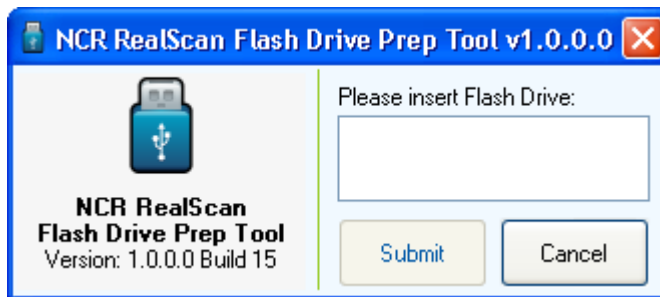 NCR RealScan Flash Drive Prep Tool v1.0.0.0
NCR RealScan
Flash Drive Prep Tool
Version: 1.0.0.0 Build 15
Please insert Flash Drive:
Submit
Cancel